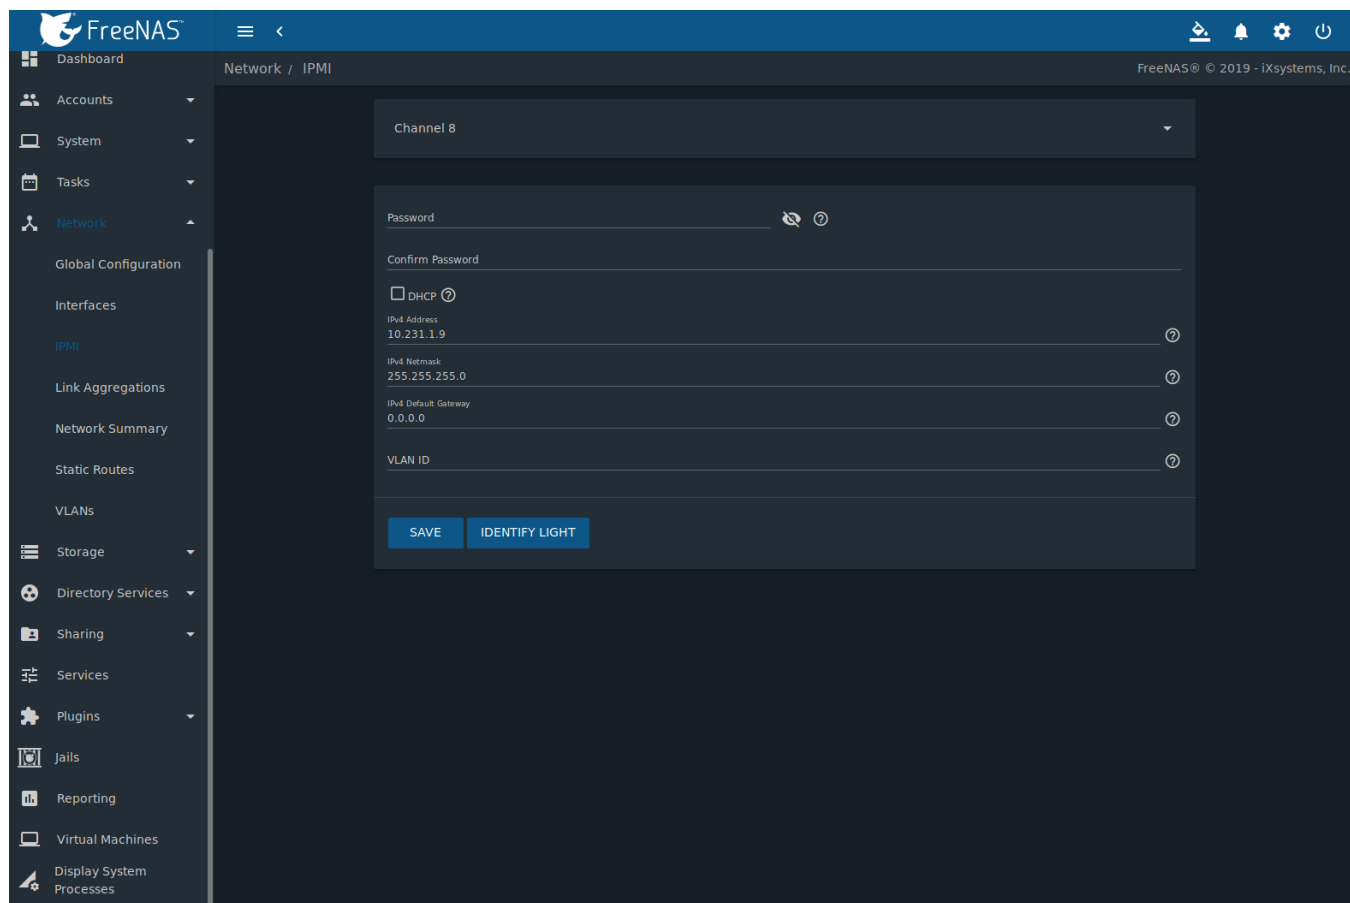 FreeNAS™
Dashboard
Network / IPMI
FreeNAS® © 2019 - iXsystems, Inc.
Accounts
System
Tasks
Network
Global Configuration
Interfaces
IPMI
Link Aggregations
Network Summary
Static Routes
VLANs
Storage
Directory Services
Sharing
Services
Plugins
Jails
Reporting
Virtual Machines
Display System
Processes
Channel 8
Password
Confirm Password
DHCP
IPv4 Address
10.231.1.9
IPv4 Netmask
255.255.255.0
IPv4 Default Gateway
0.0.0.0
VLAN ID
SAVE
IDENTIFY LIGHT